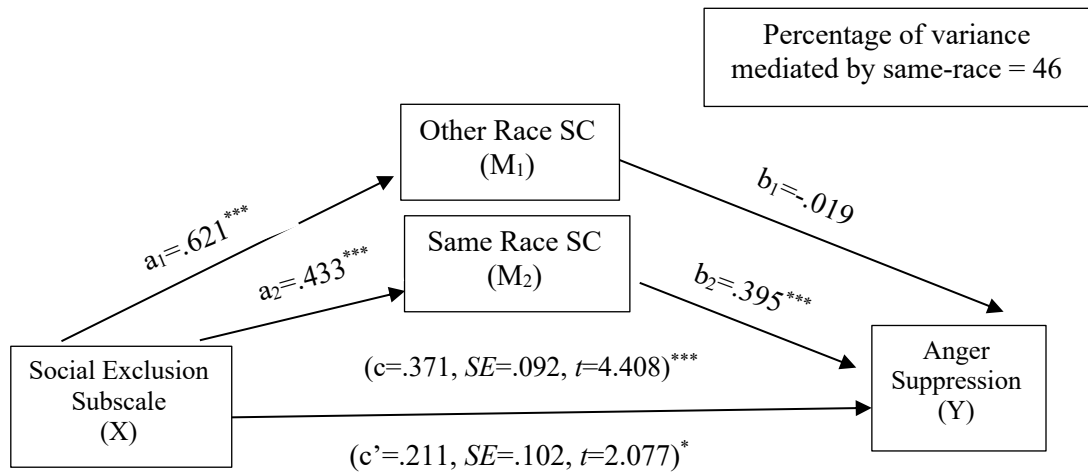 Percentage of variance
mediated by same-race = 46
Other Race SC
(M₁)
b₁=-.019
a₁=.621***
Same Race SC
(M₂)
a₂=.433***
b₂=.395***
Social Exclusion
Subscale
(X)
(c=.371, SE=.092, t=4.408)***
Anger
Suppression
(Y)
(c’=.211, SE=.102, t=2.077)*